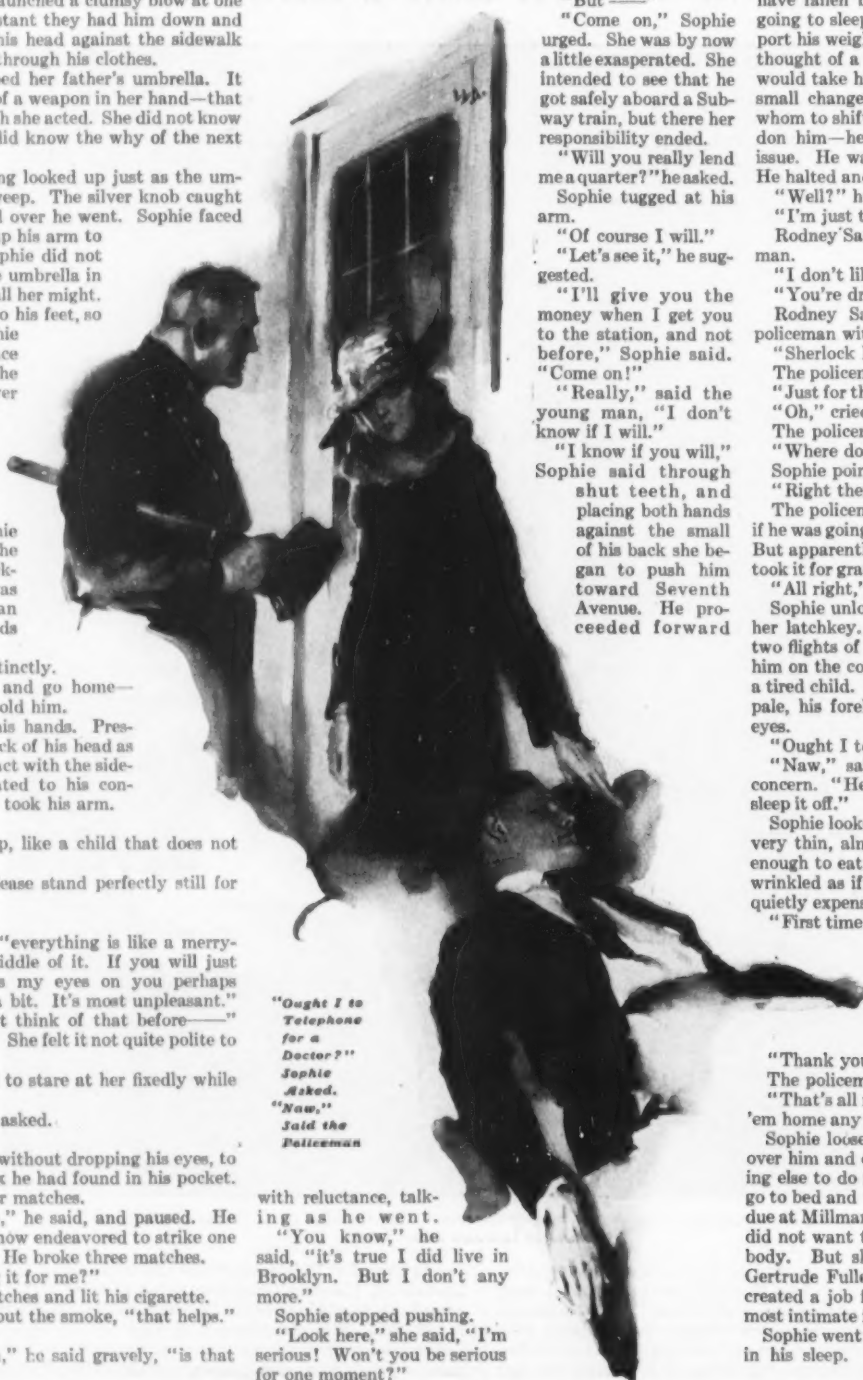 launched a clumsy blow at one
tant they had him down and
his head against the sidewalk
through his clothes.
ed her father's umbrella. It
of a weapon in her hand—that
h she acted. She did not know
did know the why of the next
ng looked up just as the um-
weep. The silver knob caught
l over he went. Sophie faced
p his arm to
phie did not
e umbrella in
all her might.
to his feet, so
hie
ce
he
er
nie
he
k-
as
an
ds
tinctly.
and go home—
old him.
his hands. Pres-
ck of his head as
act with the side-
ted to his con-
took his arm.
p, like a child that does not
ease stand perfectly still for
"everything is like a merry-
iddle of it. If you will just
s my eyes on you perhaps
a bit. It's most unpleasant."
t think of that before——"
She felt it not quite polite to
to stare at her fixedly while
asked.
without dropping his eyes, to
x he had found in his pocket.
r matches.
," he said, and paused. He
now endeavored to strike one
He broke three matches.
it for me?"
tches and lit his cigarette.
out the smoke, "that helps."
," he said gravely, "is that
"Ought I to
Telephone
for a
Doctor?"
Sophie
Asked.
"Naw,"
Said the
Policeman
with reluctance, talk-
ing as he went.
"You know," he
said, "it's true I did live in
Brooklyn. But I don't any
more."
Sophie stopped pushing.
"Look here," she said, "I'm
serious! Won't you be serious
for one moment?"
"But——
"Come on," Sophie
urged. She was by now
a little exasperated. She
intended to see that he
got safely aboard a Sub-
way train, but there her
responsibility ended.
"Will you really lend
me a quarter?" he asked.
Sophie tugged at his
arm.
"Of course I will."
"Let's see it," he sug-
gested.
"I'll give you the
money when I get you
to the station, and not
before," Sophie said.
"Come on!"
"Really," said the
young man, "I don't
know if I will."
"I know if you will,"
Sophie said through
shut teeth, and
placing both hands
against the small
of his back she be-
gan to push him
toward Seventh
Avenue. He pro-
ceeded forward
have fallen
going to sleep
port his weigh
thought of a
would take h
small change
whom to shif
don him—he
issue. He wa
He halted and
"Well?" h
"I'm just t
Rodney Sa
man.
"I don't lil
"You're dr
Rodney Sa
policeman wit
"Sherlock
The policen
"Just for th
"Oh," cried
The policen
"Where do
Sophie poin
"Right the
The policen
if he was going
But apparentl
took it for gra
"All right,"
Sophie unlo
her latchkey.
two flights of
him on the co
a tired child.
pale, his fore
eyes.
"Ought I t
"Naw," sa
concern. "He
sleep it off."
Sophie look
very thin, aln
enough to eat
wrinkled as if
quietly expens
"First time
"Thank you
The policem
"That's all
'em home any
Sophie loose
over him and
ing else to do
go to bed and
due at Millman
did not want t
body. But sh
Gertrude Fulle
created a job f
most intimate
Sophie went
in his sleep.